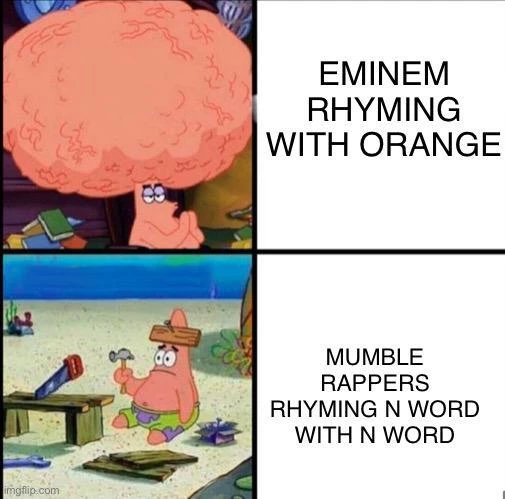 EMINEM
RHYMING
WITH ORANGE
MUMBLE
RAPPERS
RHYMING N WORD
WITH N WORD
imgflip.com